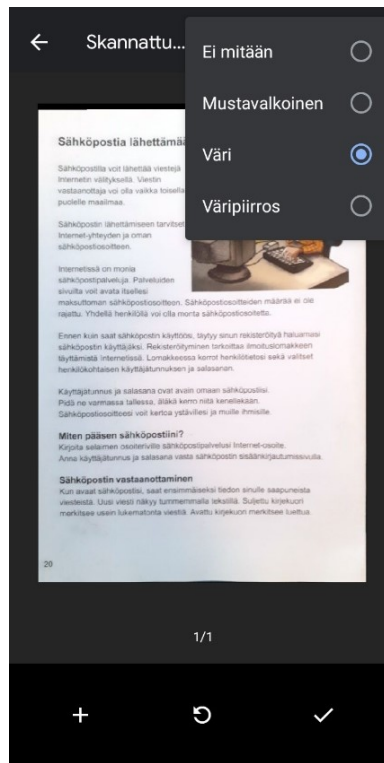 Skannattu...
Ei mitään
Mustavalkoinen
Väri
Väripiirros
Sähköpostia lähettämä
Sähköpostilla voit lähettää viestejä
Internetin välityksellä. Viestin
vastaanottaja voi olla vaikka toisella
puolelle maailmaa.
Sähköpostin lähettämiseen tarvitset
Internet-yhteyden ja oman
sähköpostiosoitteen.
Internetissä on monia
sähköpostipalveluja. Palveluiden
sivuilta voit avata itsellesi
maksuttoman sähköpostiosoitteen. Sähköpostiosoitteiden määrää ei ole
rajattu. Yhdellä henkilöllä voi olla monta sähköpostiosoitetta.
Ennen kuin saat sähköpostin käyttöösi, täytyy sinun rekisteröityä haluamasi
sähköpostin käyttäjäksi. Rekisteröityminen tarkoittaa ilmoituslomakkeen
täyttämistä Internetissä. Lomakkeessa kerrot henkilötietosi sekä valitset
henkilökohtaisen käyttäjätunnuksen ja salasanan.
Käyttäjätunnus ja salasana ovat avain omaan sähköpostiisi.
Pidä ne varmassa tallessa, äläkä kerro niitä kenellekään.
Sähköpostiosoitteesi voit kertoa ystävillesi ja muille ihmisille.
Miten pääsen sähköpostiini?
Kirjoita selaimen osoiteriville sähköpostipalvelusi Internet-osoite.
Anna käyttäjätunnus ja salasana vasta sähköpostin sisäänkirjautumissivulla.
Sähköpostin vastaanottaminen
Kun avaat sähköpostisi, saat ensimmäiseksi tiedon sinulle saapuneista
viesteistä. Uusi viesti näkyy tummemmalla tekstillä. Suljettu kirjekuori
merkitsee usein lukematonta viestiä. Avattu kirjekuori merkitsee luettua
20
1/1